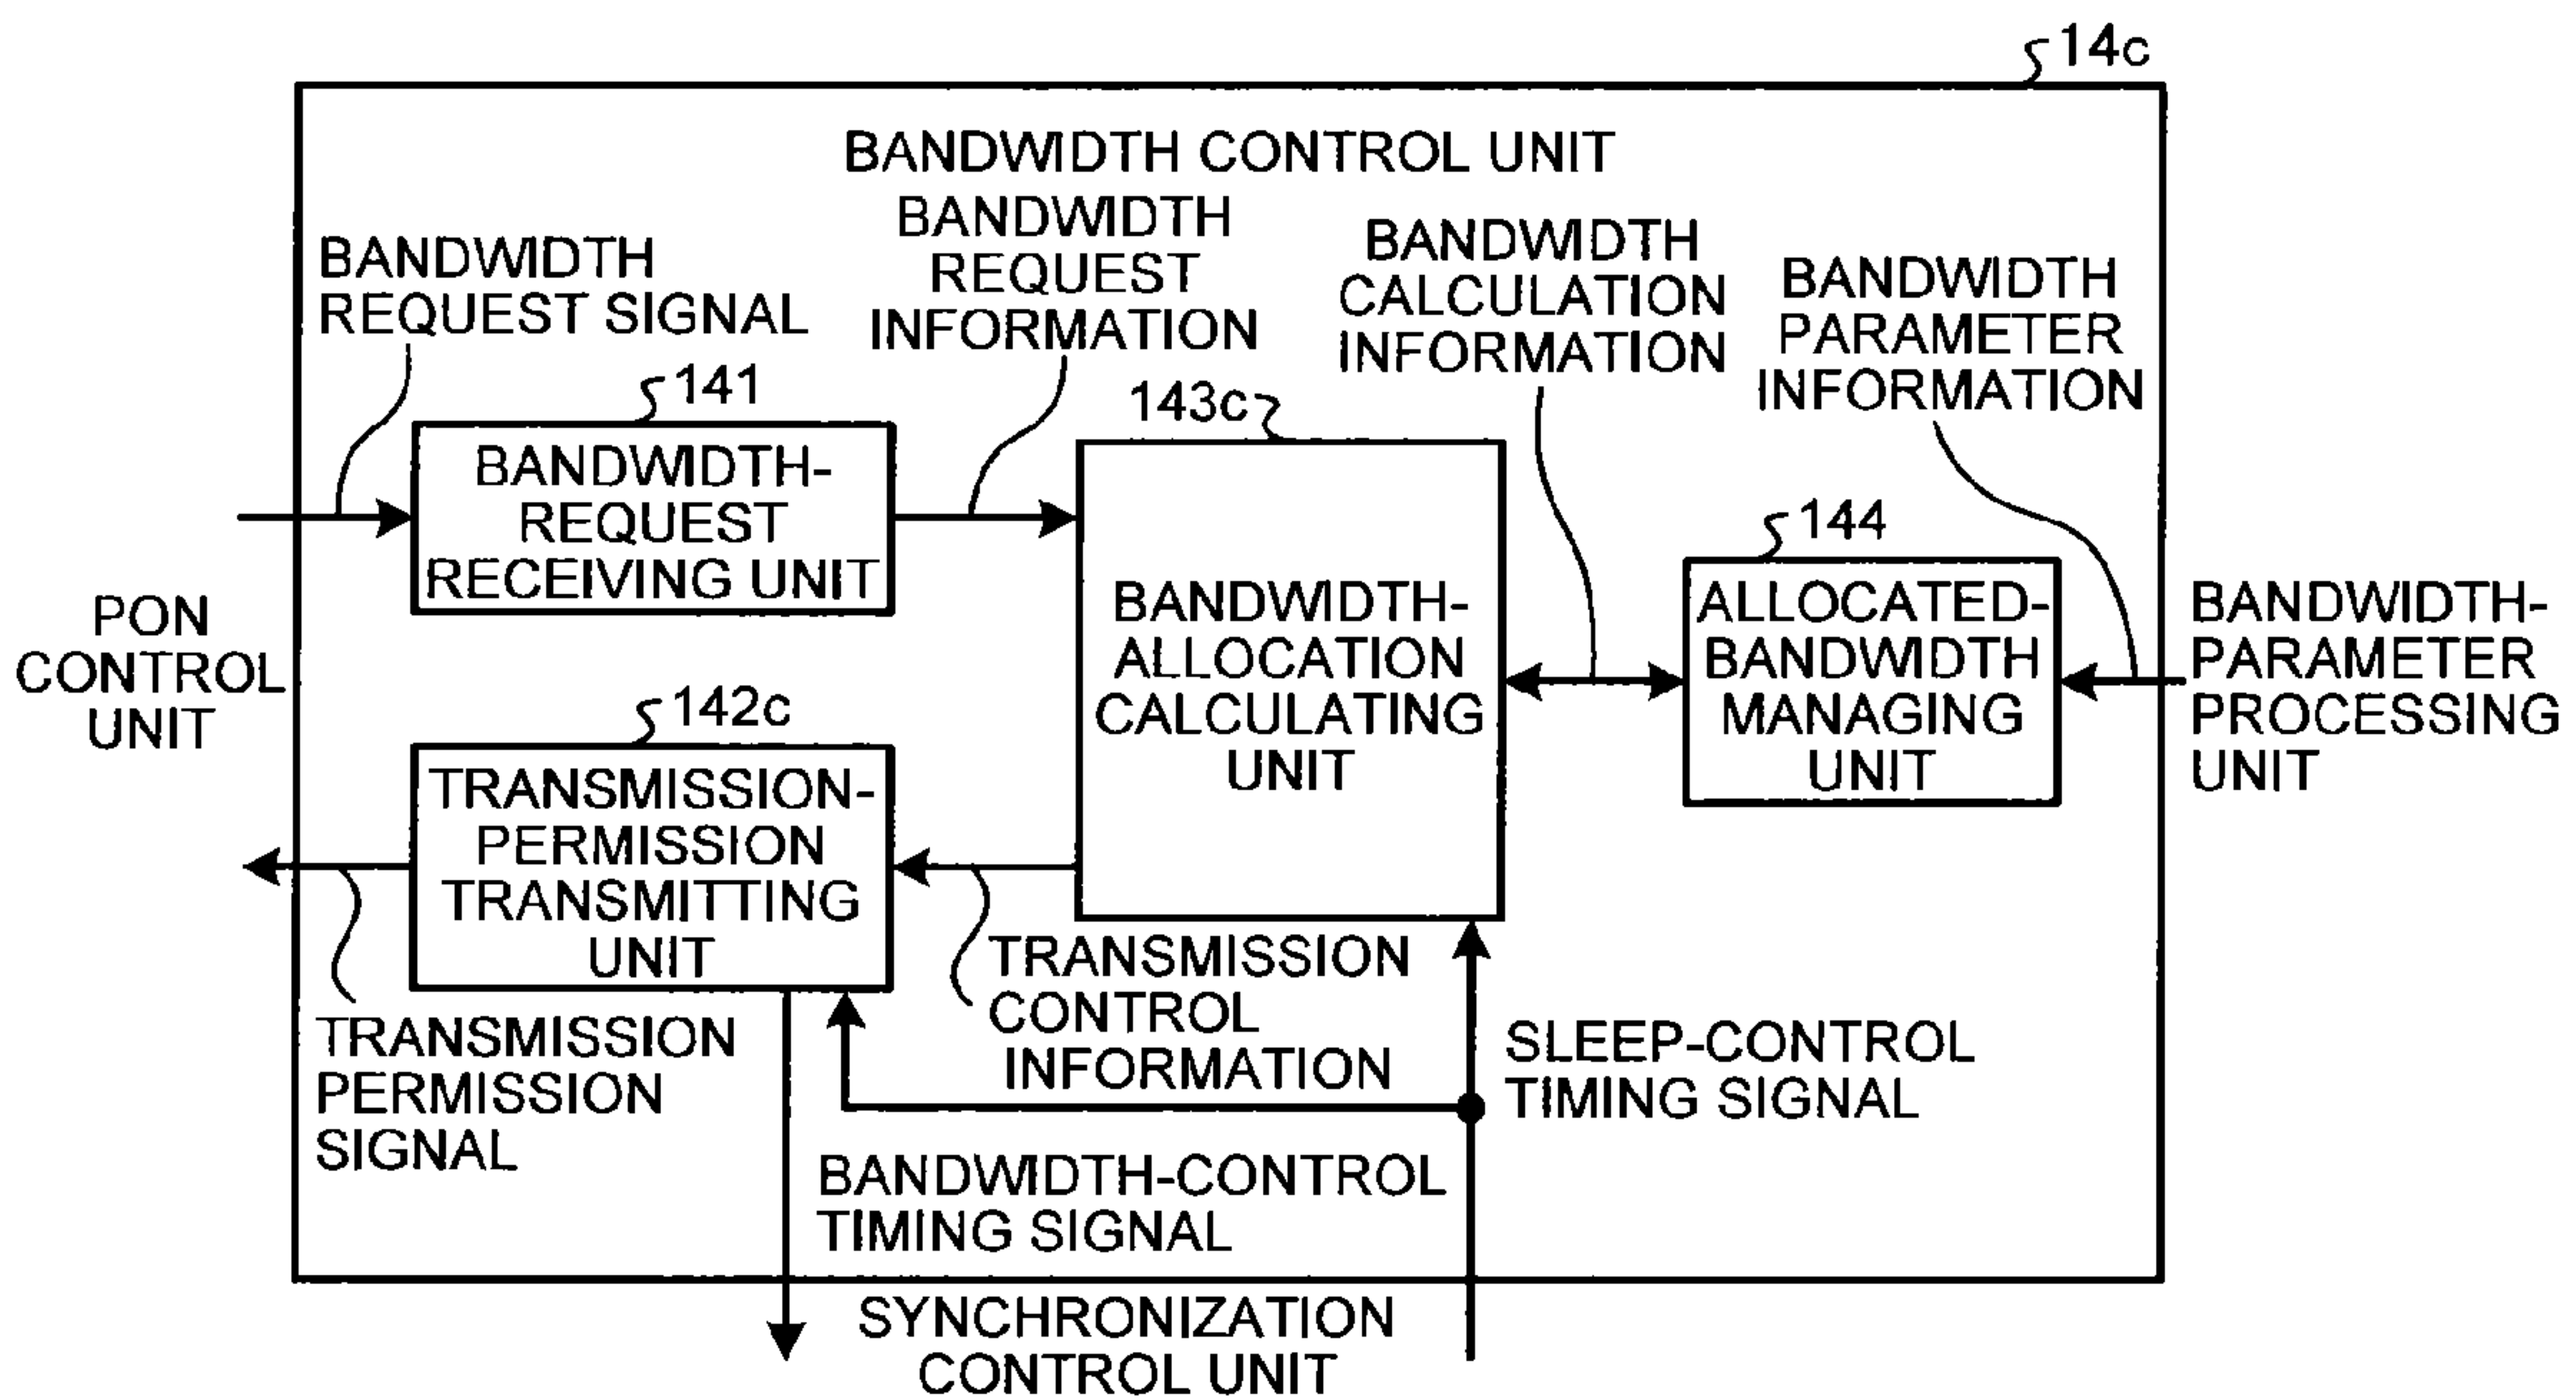 14c
BANDWIDTH CONTROL UNIT
BANDWIDTH
REQUEST SIGNAL
BANDWIDTH
REQUEST
INFORMATION
BANDWIDTH
CALCULATION
INFORMATION
BANDWIDTH
PARAMETER
INFORMATION
141
BANDWIDTH-
REQUEST
RECEIVING UNIT
143c
BANDWIDTH-
ALLOCATION
CALCULATING
UNIT
144
ALLOCATED-
BANDWIDTH
MANAGING
UNIT
BANDWIDTH-
PARAMETER
PROCESSING
UNIT
PON
CONTROL
UNIT
142c
TRANSMISSION-
PERMISSION
TRANSMITTING
UNIT
TRANSMISSION
CONTROL
INFORMATION
TRANSMISSION
PERMISSION
SIGNAL
SLEEP-CONTROL
TIMING SIGNAL
BANDWIDTH-CONTROL
TIMING SIGNAL
SYNCHRONIZATION
CONTROL UNIT